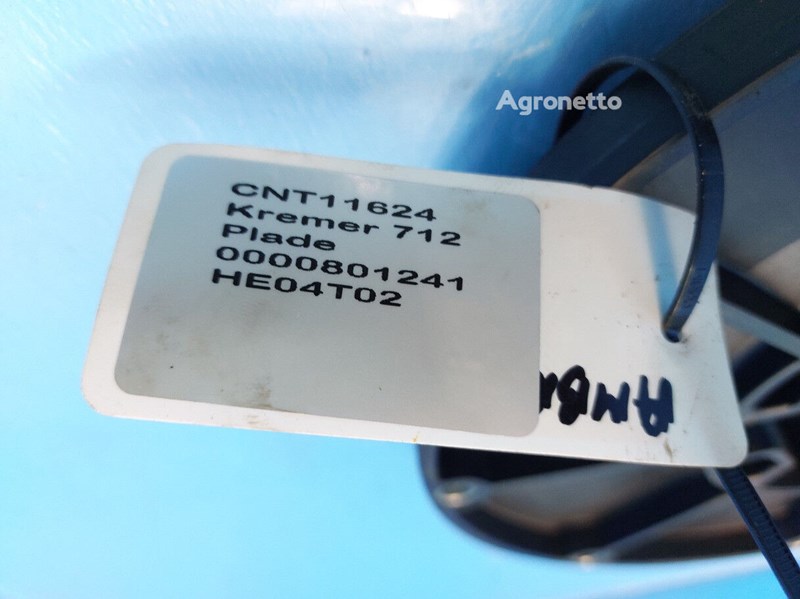 Agronetto
CNT11624
Kremer 712
Plade
0000801241
HE04T02